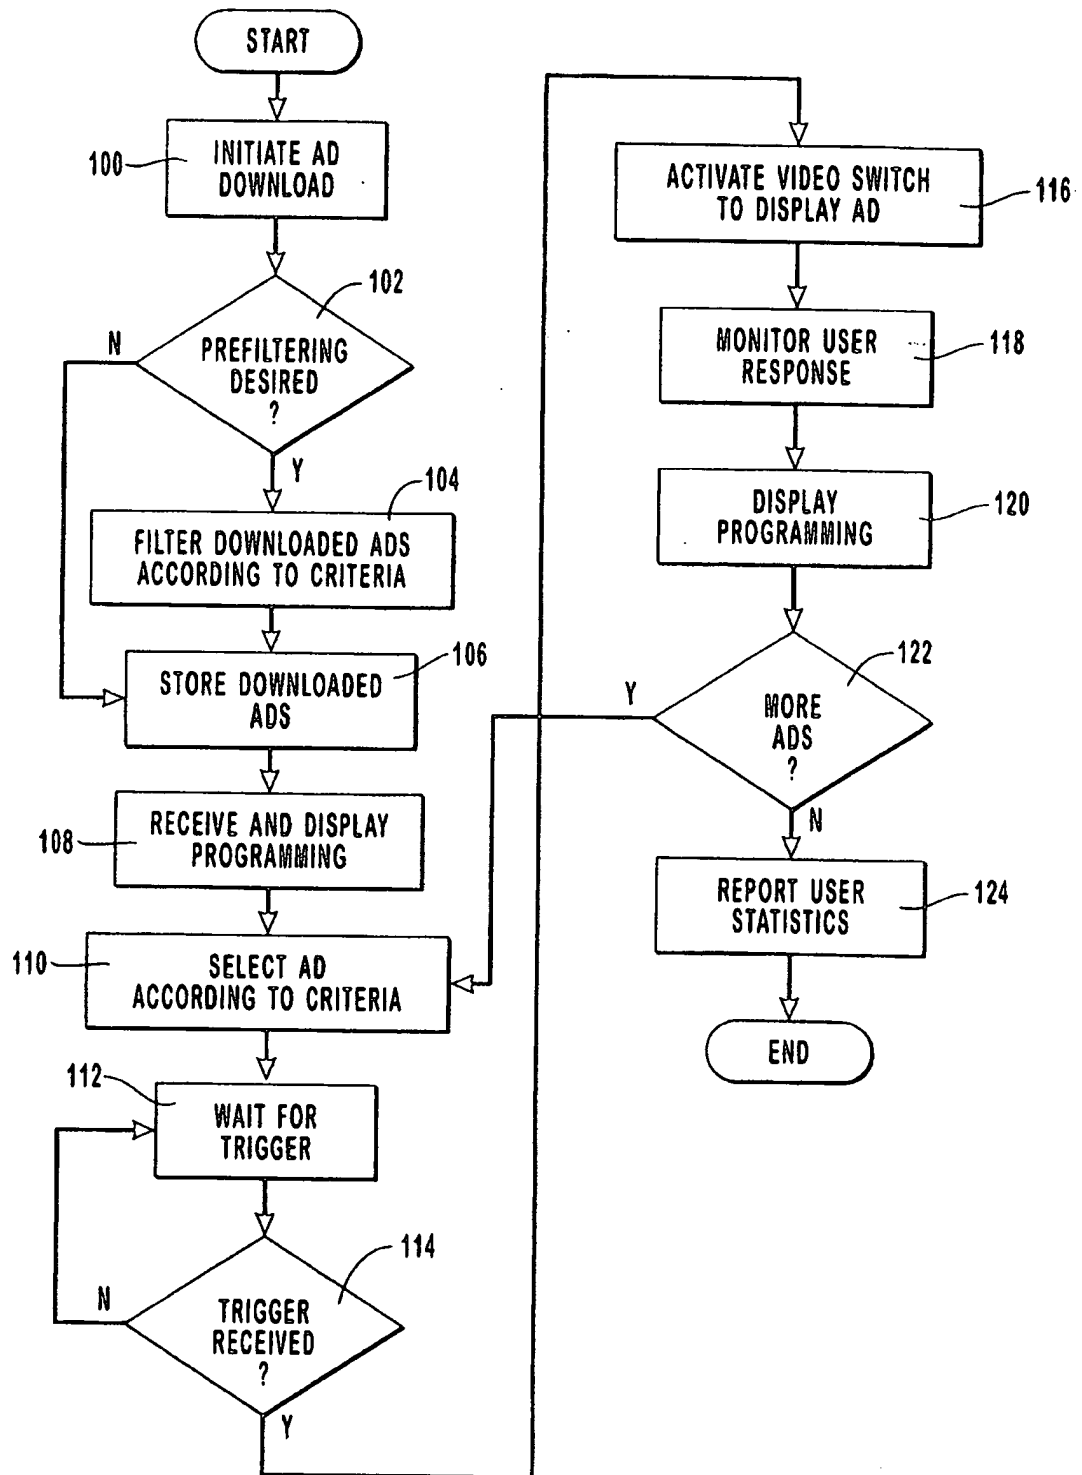 START
100
INITIATE AD
DOWNLOAD
102
N
PREFILTERING
DESIRED
?
Y
104
FILTER DOWNLOADED ADS
ACCORDING TO CRITERIA
106
STORE DOWNLOADED
ADS
108
RECEIVE AND DISPLAY
PROGRAMMING
110
SELECT AD
ACCORDING TO CRITERIA
112
WAIT FOR
TRIGGER
114
N
TRIGGER
RECEIVED
?
Y
ACTIVATE VIDEO SWITCH
TO DISPLAY AD
116
MONITOR USER
RESPONSE
118
DISPLAY
PROGRAMMING
120
122
Y
MORE
ADS
?
N
REPORT USER
STATISTICS
124
END